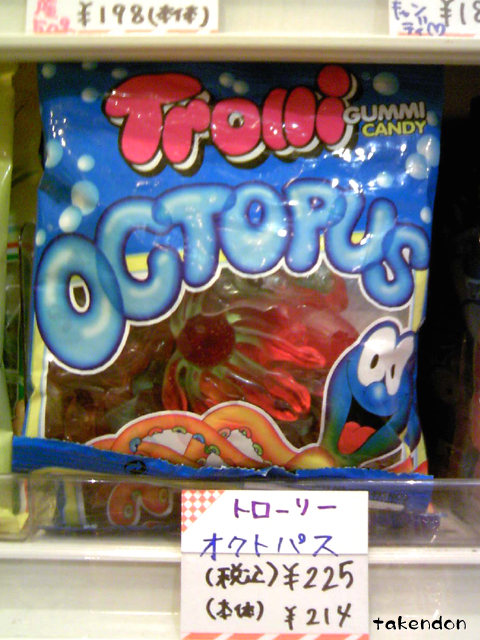 ¥198(本体)
Trolli
GUMMI
CANDY
OCTOPUS
トローリー
オクトパス
(税込)¥225
(本体) ¥214
takendon